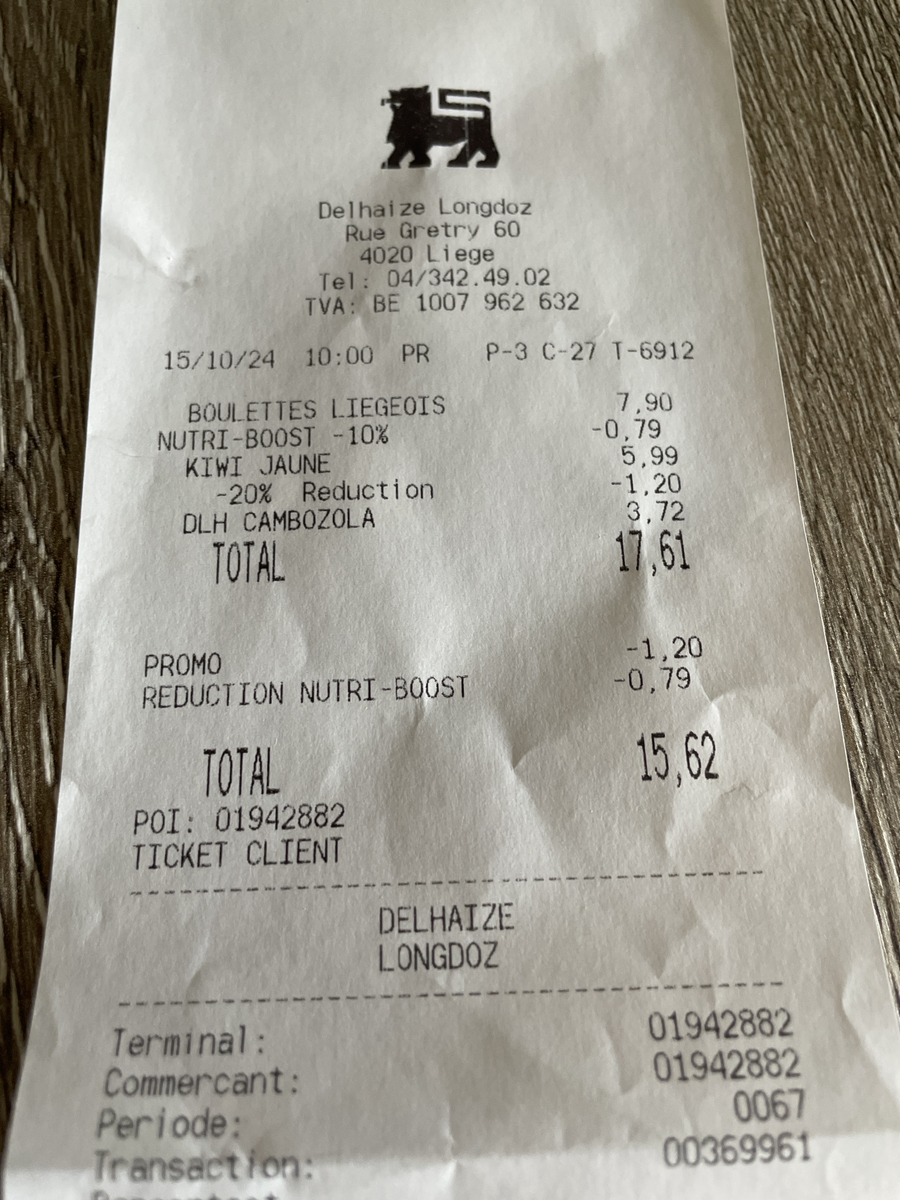 Delhaize Longdoz
Rue Gretry 60
4020 Liege
Tel: 04/342.49.02
TVA: BE 1007 962 632
15/10/24 10:00 PR P-3 C-27 T-6912
BOULETTES LIEGEOIS 7,90
NUTRI-BOOST -10% -0,79
KIWI JAUNE 5,99
-20% Reduction -1,20
DLH CAMBOZOLA 3,72
TOTAL 17,61
PROMO -1,20
REDUCTION NUTRI-BOOST -0,79
TOTAL 15,62
POI: 01942882
TICKET CLIENT
DELHAIZE
LONGDOZ
Terminal: 01942882
Commercant: 01942882
Periode: 0067
Transaction: 00369961